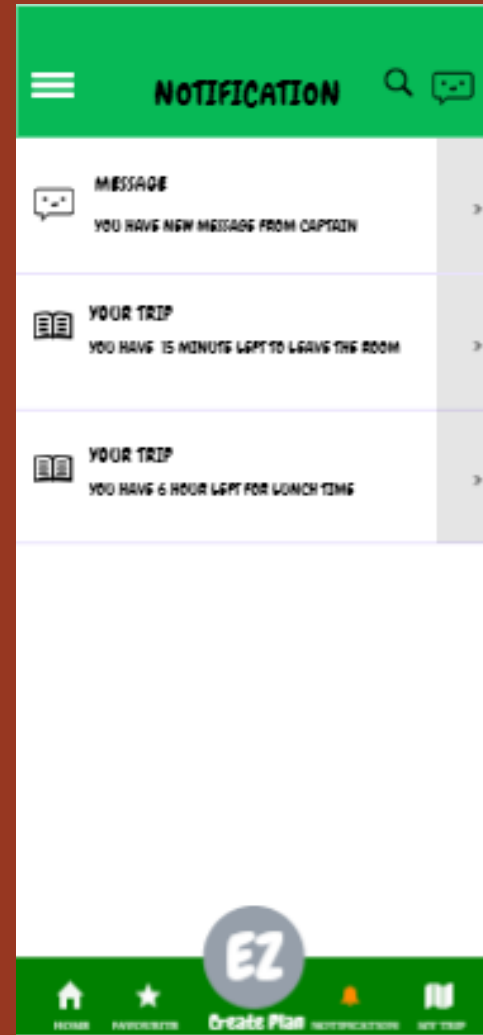 NOTIFICATION
MESSAGE
YOU HAVE NEW MESSAGE FROM CAPTAIN
YOUR TRIP
YOU HAVE 15 MINUTE LEFT TO LEAVE THE ROOM
YOUR TRIP
YOU HAVE 6 HOUR LEFT FOR LUNCH TIME
EZ
HOME FAVOURITE Create Plan NOTIFICATION MY TRIP